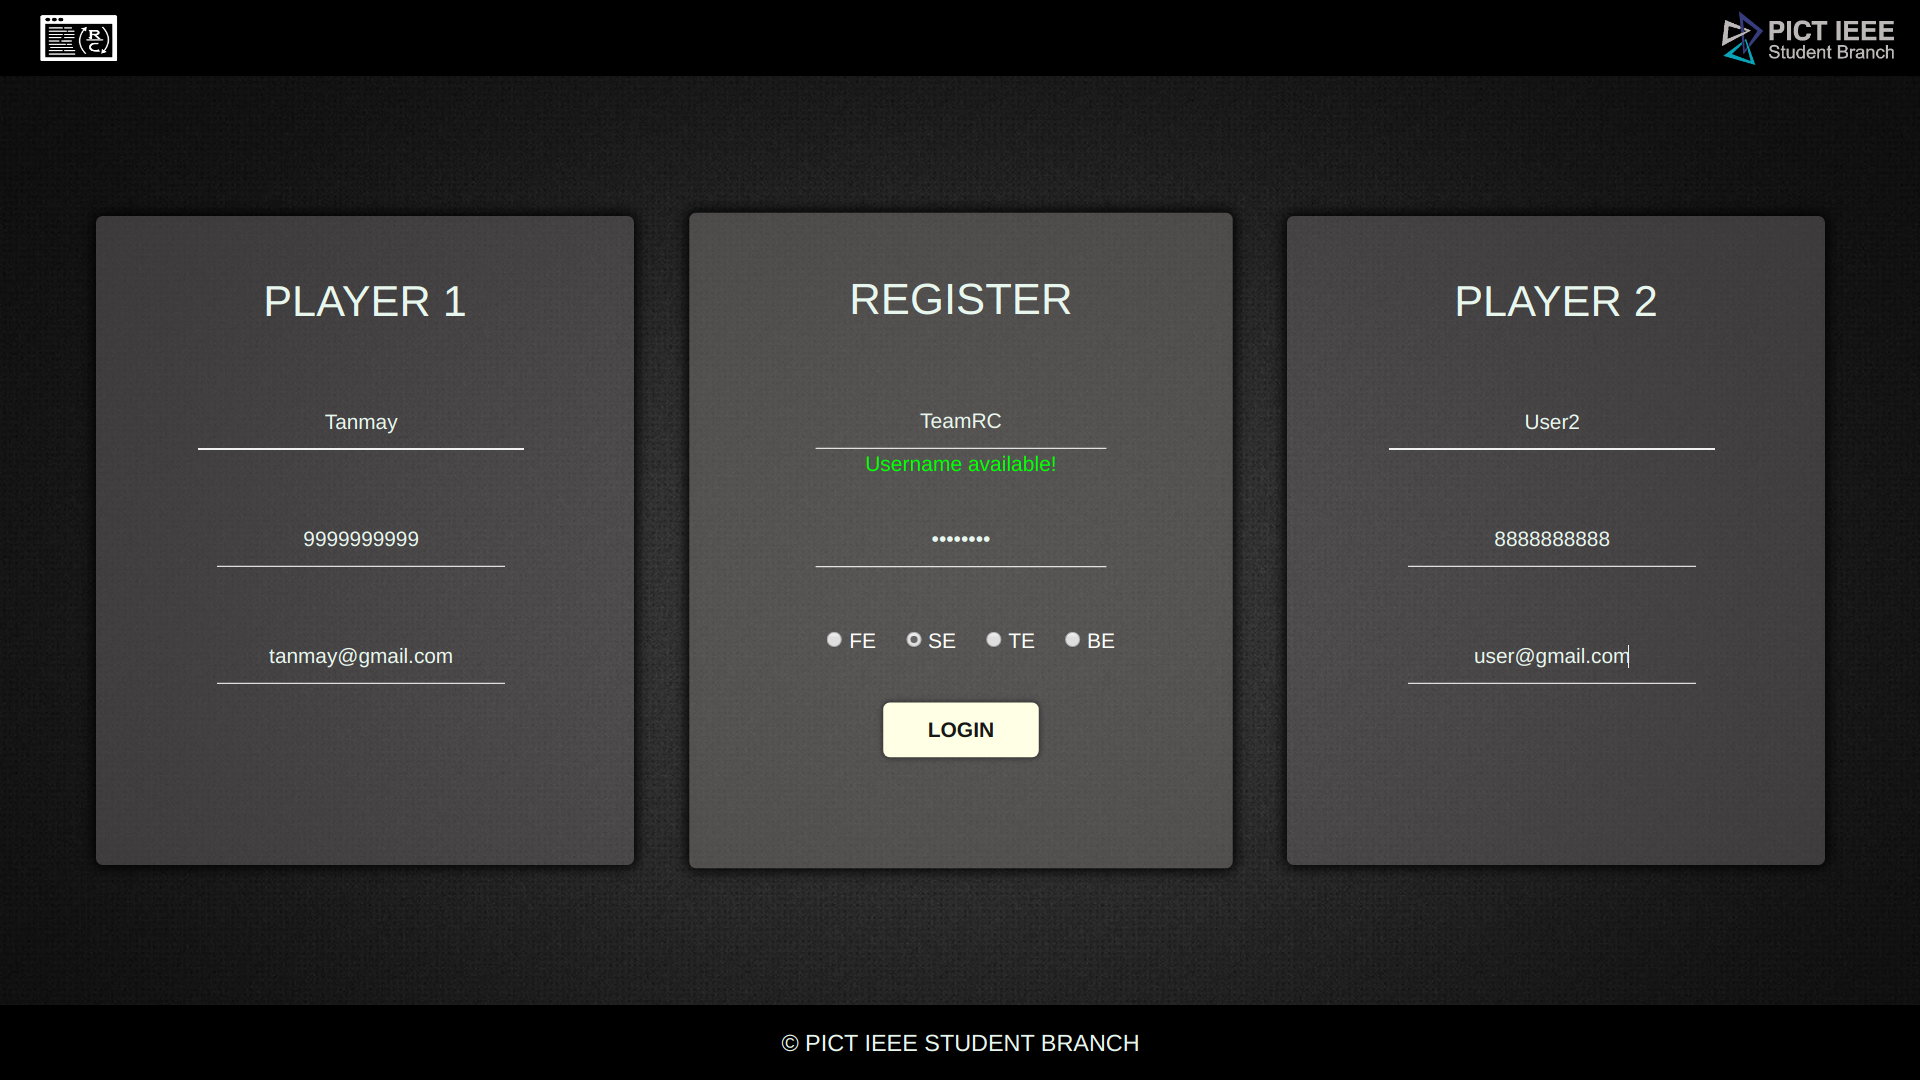 RC
PICT IEEE
Student Branch
PLAYER 1
Tanmay
9999999999
tanmay@gmail.com
REGISTER
TeamRC
Username available!
••••••••
FE SE TE BE
LOGIN
PLAYER 2
User2
8888888888
user@gmail.com
© PICT IEEE STUDENT BRANCH